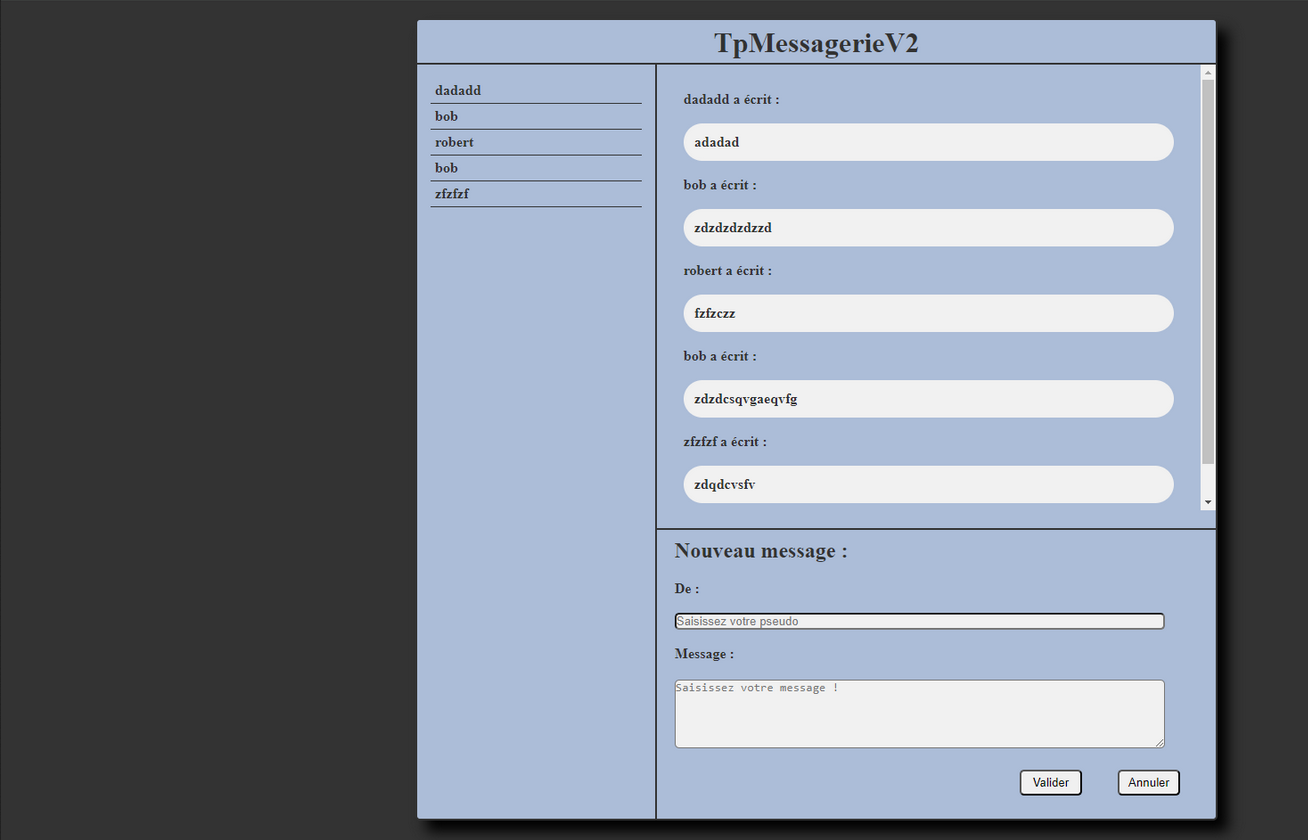 TpMessagerieV2
dadadd
bob
robert
bob
zfzfzf
dadadd a écrit :
adadad
bob a écrit :
zdzdzdzdzzd
robert a écrit :
fzfzczz
bob a écrit :
zdzdcsqvgaeqvfg
zfzfzf a écrit :
zdqdcvsfv
Nouveau message :
De :
Saisissez votre pseudo
Message :
Saisissez votre message !
Valider
Annuler